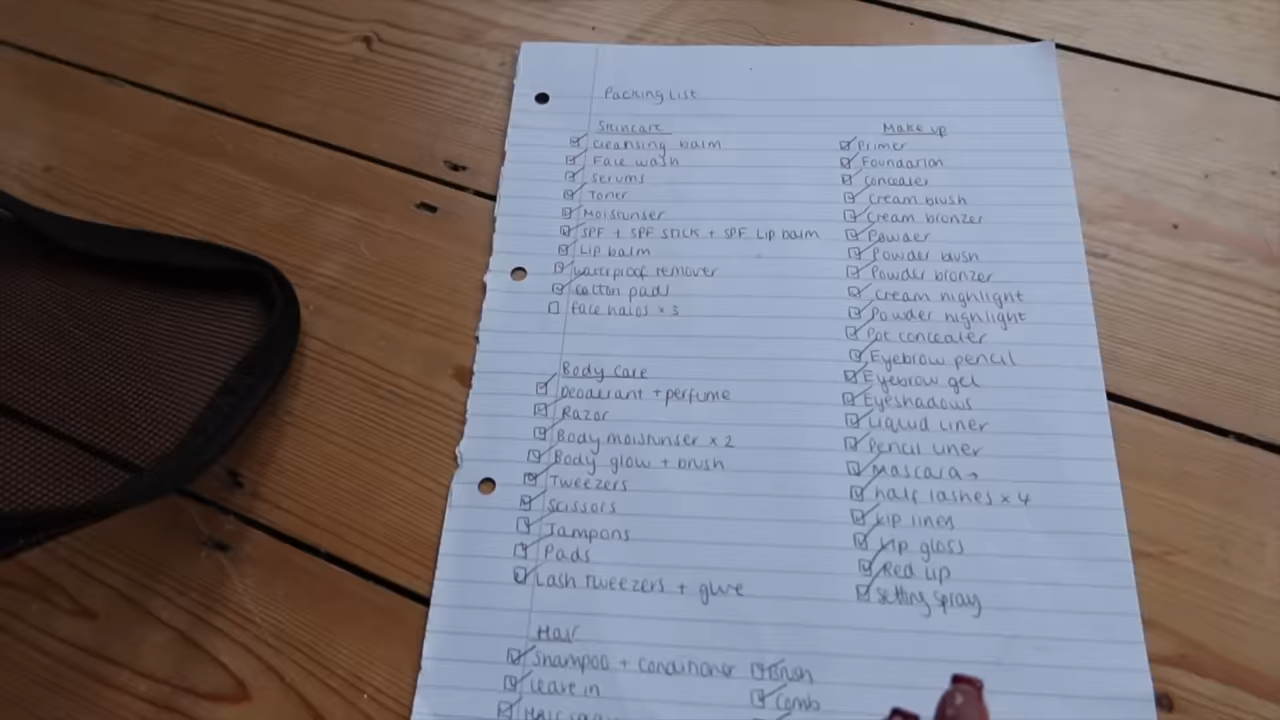 Packing List
Skincare
Cleansing balm
Face wash
Serums
Toner
Moisturiser
SPF + SPF stick + SPF Lip balm
Lip balm
waterproof remover
cotton pads
face halos x 3
Body care
Deoderant + perfume
Razor
Body moisturiser x 2
Body glow + brush
Tweezers
Scissors
Tampons
Pads
Lash tweezers + glue
Hair
Shampoo + conditioner
Leave in
Brush
Comb
Make up
Primer
Foundation
Concealer
Cream blush
Cream bronzer
Powder
Powder blush
Powder bronzer
Cream highlight
Powder highlight
Pot concealer
Eyebrow pencil
Eyebrow gel
Eyeshadows
Liquid liner
Pencil liner
Mascara
half lashes x 4
Lip liners
Lip gloss
Red lip
Setting spray